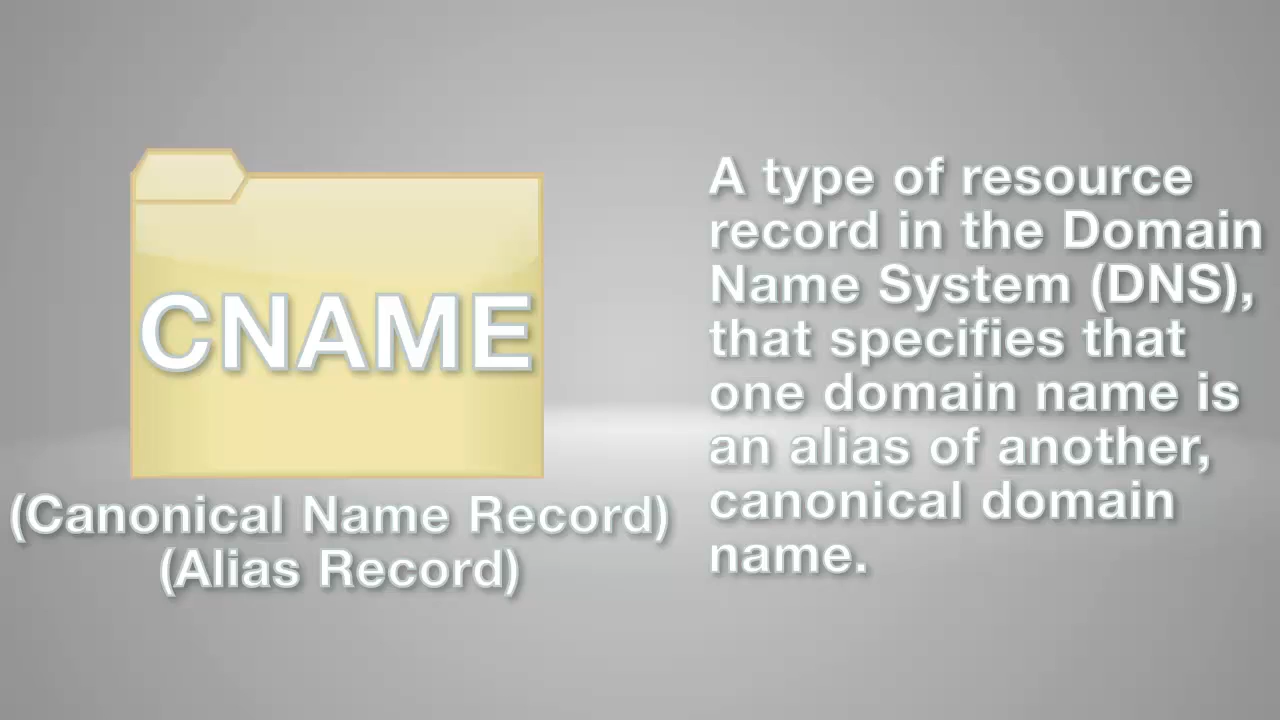 CNAME
(Canonical Name Record)
(Alias Record)
A type of resource
record in the Domain
Name System (DNS),
that specifies that
one domain name is
an alias of another,
canonical domain
name.